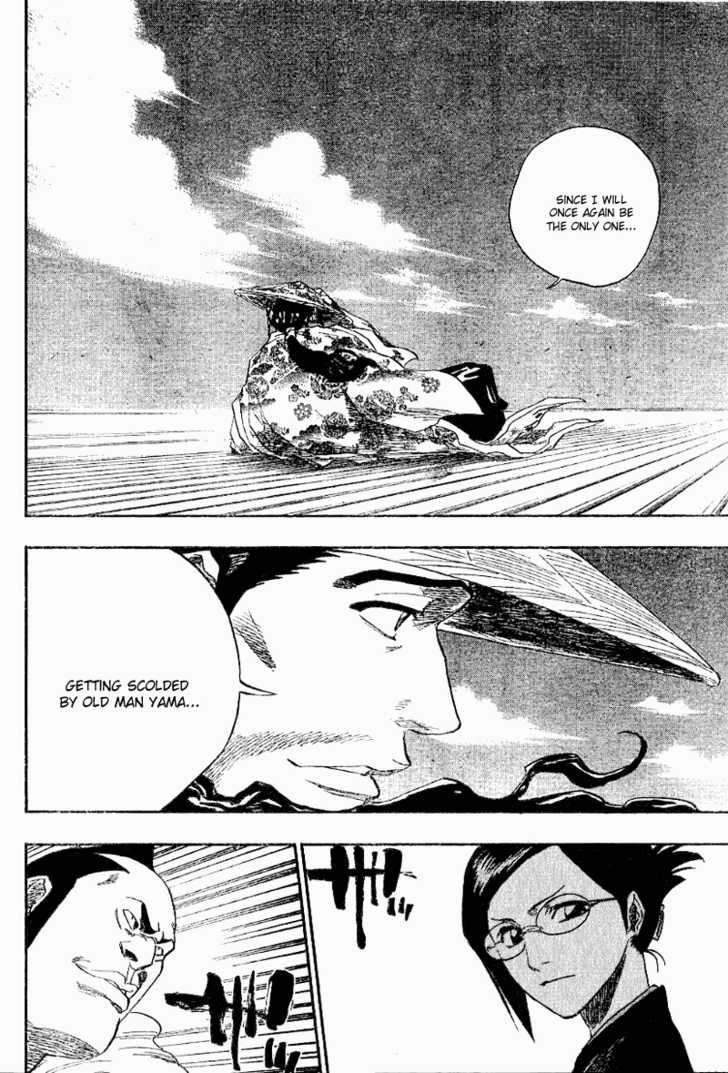 SINCE I WILL
ONCE AGAIN BE
THE ONLY ONE...
GETTING SCOLDED
BY OLD MAN YAMA...